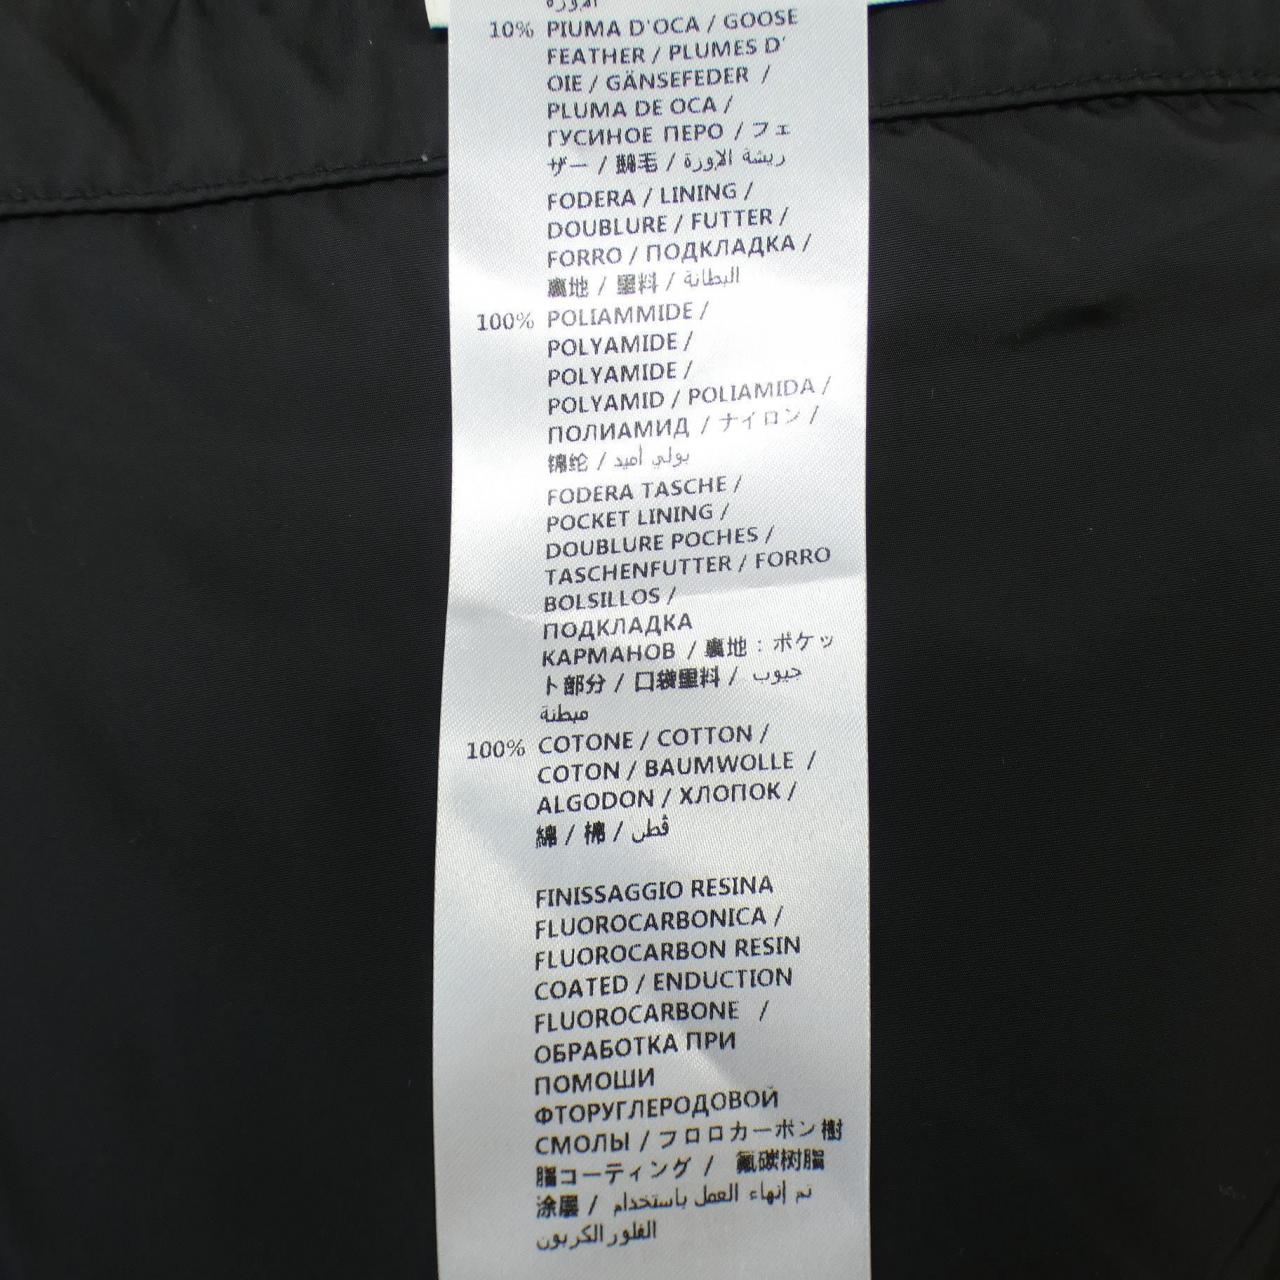 10% PIUMA D'OCA / GOOSE
FEATHER / PLUMES D'
OIE / GÄNSEFEDER /
PLUMA DE OCA /
ГУСИНОЕ ПЕРО / フェ
ザー / 鹅毛 / ريشة الإوزة
FODERA / LINING /
DOUBLURE / FUTTER /
FORRO / ПОДКЛАДКА /
裏地 / 里料 / البطانة
100% POLIAMMIDE /
POLYAMIDE /
POLYAMIDE /
POLYAMID / POLIAMIDA /
ПОЛИАМИД / ナイロン /
锦纶 / بولي أميد
FODERA TASCHE /
POCKET LINING /
DOUBLURE POCHES /
TASCHENFUTTER / FORRO
BOLSILLOS /
ПОДКЛАДКА
КАРМАНОВ / 裏地：ポケッ
ト部分 / 口袋里料 / جيوب
مبطنة
100% COTONE / COTTON /
COTON / BAUMWOLLE /
ALGODON / ХЛОПОК /
綿 / 棉 / قطن
FINISSAGGIO RESINA
FLUOROCARBONICA /
FLUOROCARBON RESIN
COATED / ENDUCTION
FLUOROCARBONE /
ОБРАБОТКА ПРИ
ПОМОШИ
ФТОРУГЛЕРОДОВОЙ
СМОЛЫ / フロロカーボン樹
脂コーティング / 氟碳树脂
涂层 / تم إنهاء العمل باستخدام
الفلور الكربون